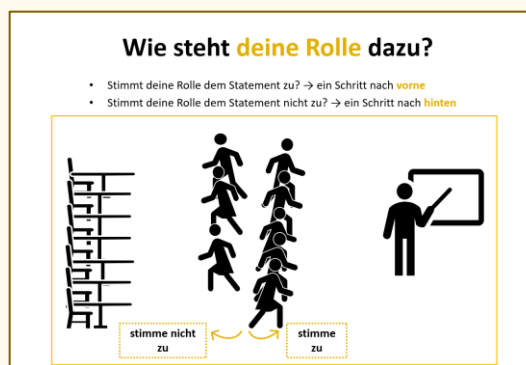 Wie steht deine Rolle dazu?
• Stimmt deine Rolle dem Statement zu? → ein Schritt nach vorne
• Stimmt deine Rolle dem Statement nicht zu? → ein Schritt nach hinten
stimme nicht
zu
stimme
zu